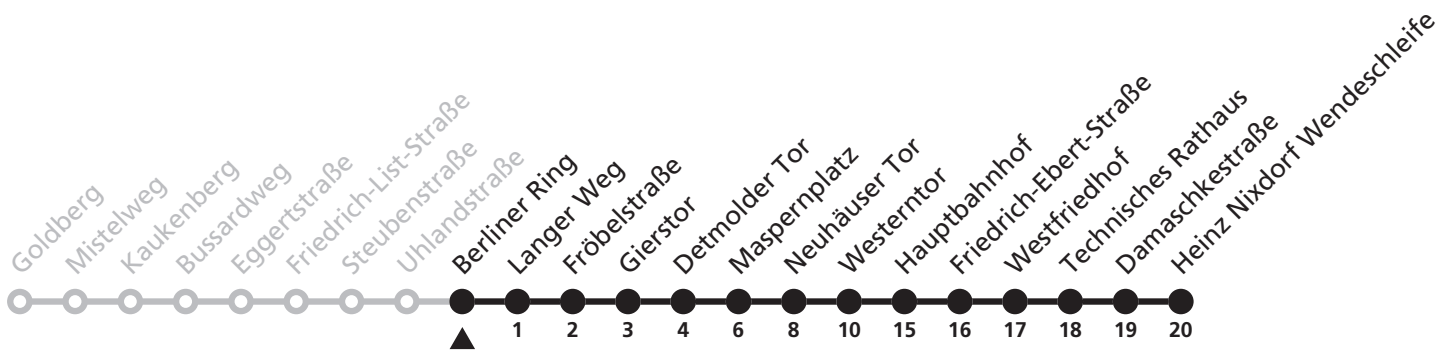 Goldberg
Mistelweg
Kaukenberg
Bussardweg
Eggertstraße
Friedrich-List-Straße
Steubenstraße
Uhlandstraße
Berliner Ring
Langer Weg
Fröbelstraße
Gierstor
Detmolder Tor
Maspernplatz
Neuhäuser Tor
Westerntor
Hauptbahnhof
Friedrich-Ebert-Straße
Westfriedhof
Technisches Rathaus
Damaschkestraße
Heinz Nixdorf Wendeschleife
1 2 3 4 6 8 10 15 16 17 18 19 20